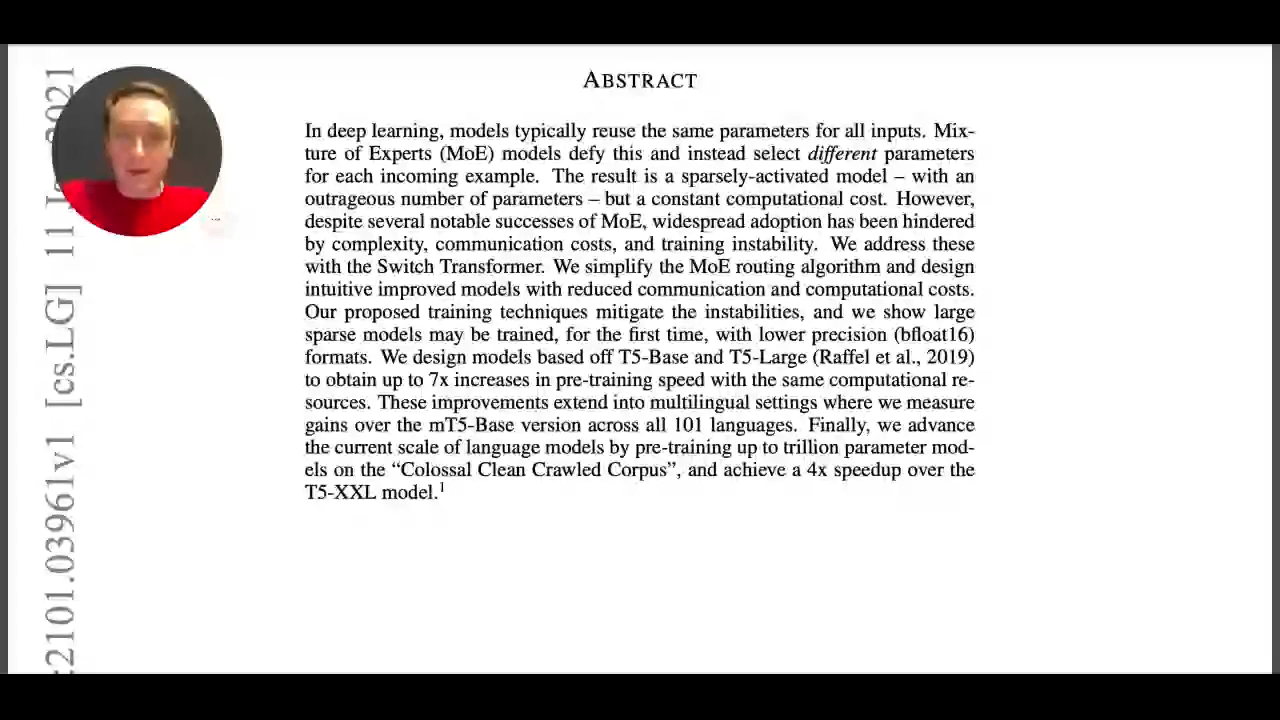 ABSTRACT
In deep learning, models typically reuse the same parameters for all inputs. Mix-
ture of Experts (MoE) models defy this and instead select different parameters
for each incoming example. The result is a sparsely-activated model – with an
outrageous number of parameters – but a constant computational cost. However,
despite several notable successes of MoE, widespread adoption has been hindered
by complexity, communication costs, and training instability. We address these
with the Switch Transformer. We simplify the MoE routing algorithm and design
intuitive improved models with reduced communication and computational costs.
Our proposed training techniques mitigate the instabilities, and we show large
sparse models may be trained, for the first time, with lower precision (bfloat16)
formats. We design models based off T5-Base and T5-Large (Raffel et al., 2019)
to obtain up to 7x increases in pre-training speed with the same computational re-
sources. These improvements extend into multilingual settings where we measure
gains over the mT5-Base version across all 101 languages. Finally, we advance
the current scale of language models by pre-training up to trillion parameter mod-
els on the “Colossal Clean Crawled Corpus”, and achieve a 4x speedup over the
T5-XXL model.¹
:2101.03961v1 [cs.LG] 11 2021